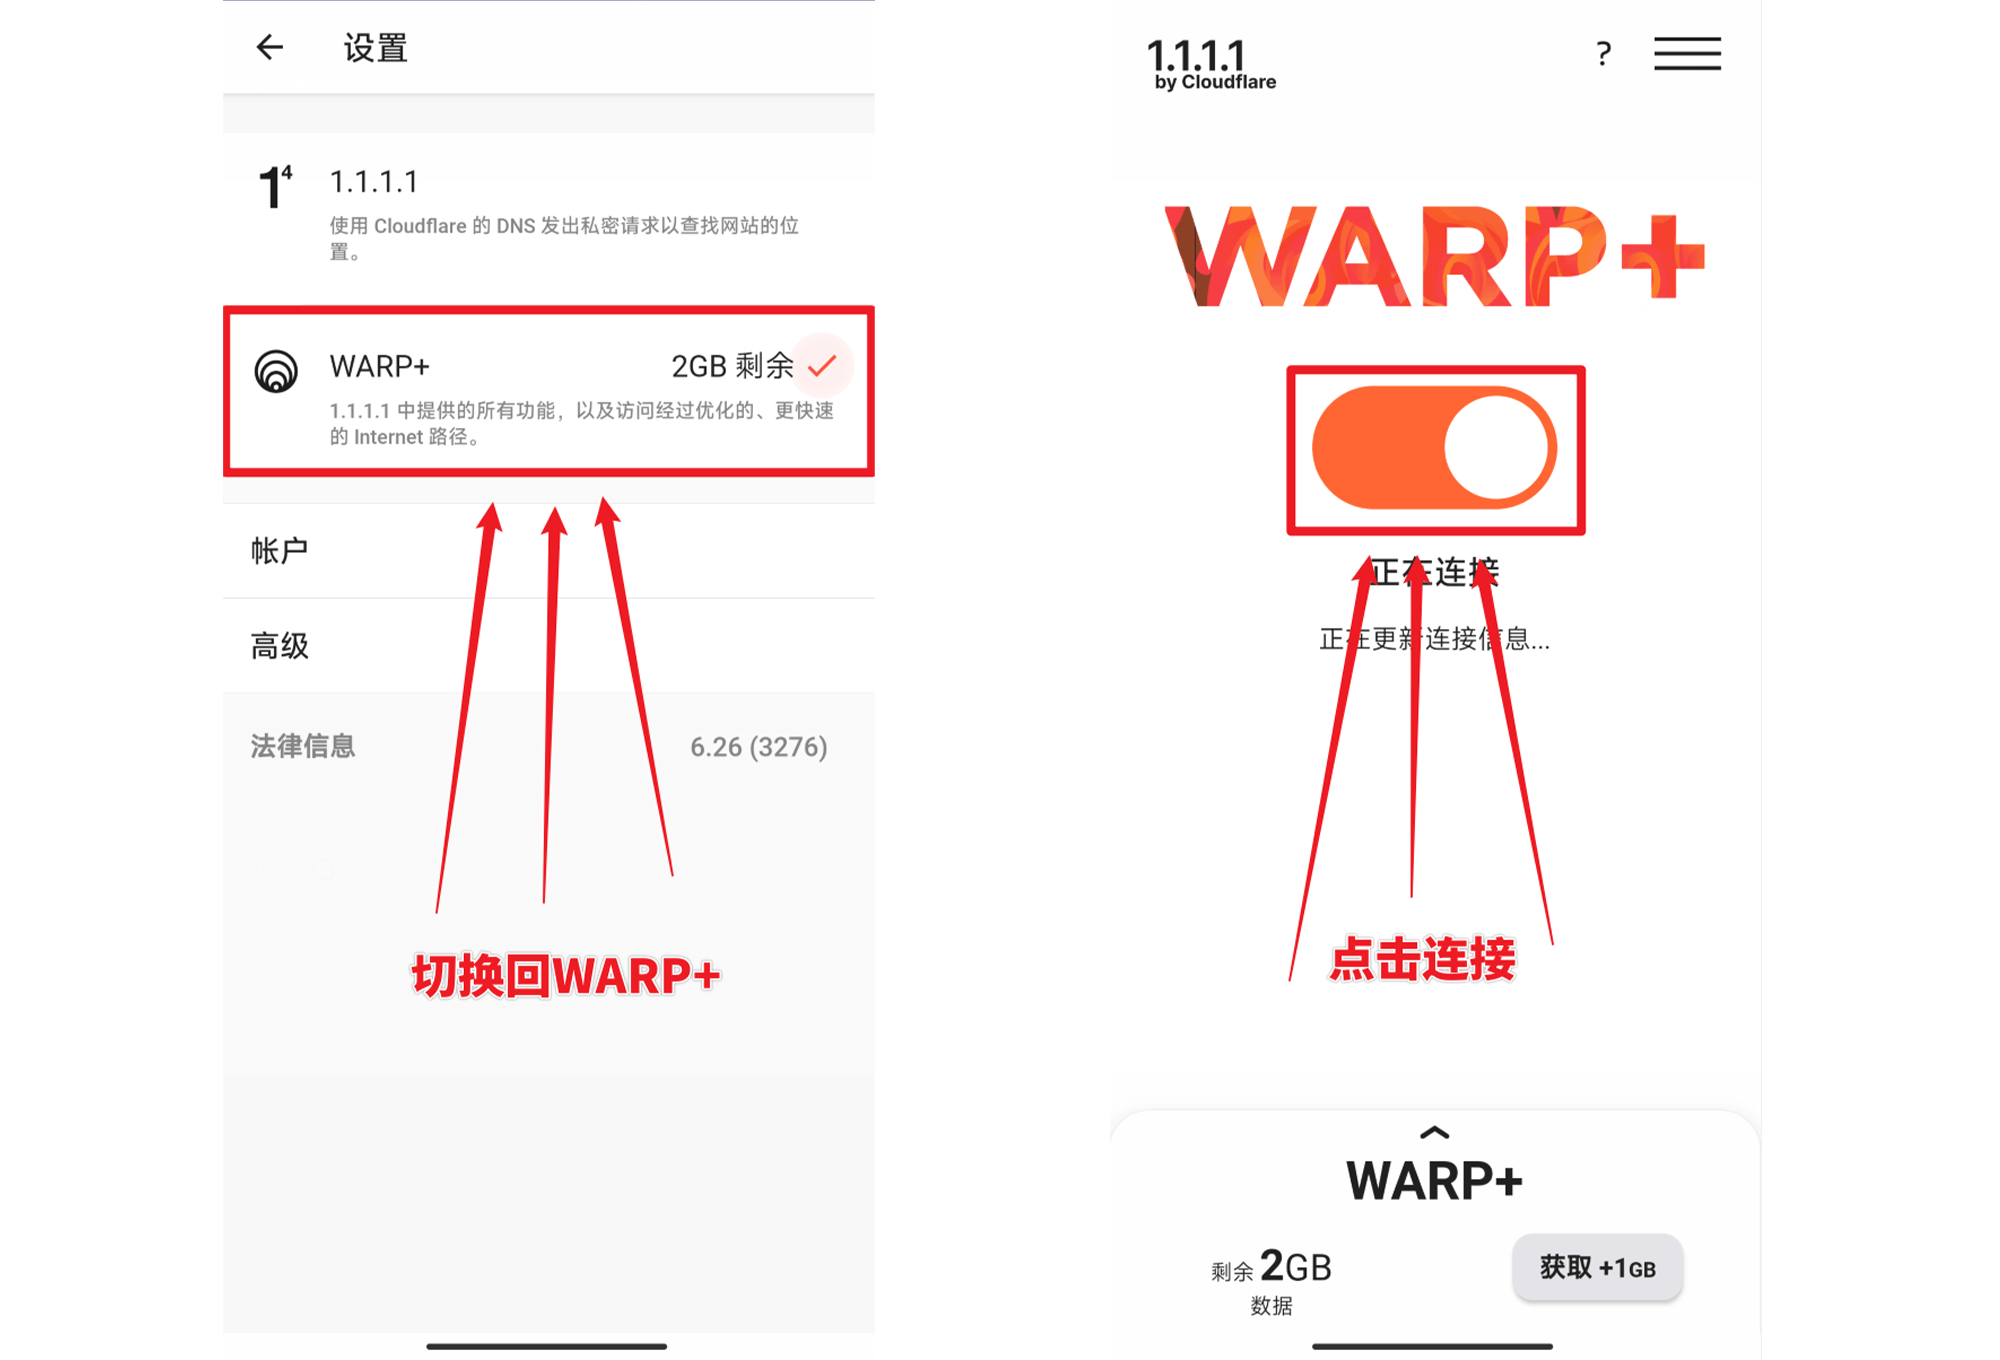 设置
1⁴
1.1.1.1
使用 Cloudflare 的 DNS 发出私密请求以查找网站的位
置。
WARP+
2GB 剩余
1.1.1.1 中提供的所有功能，以及访问经过优化的、更快速
的 Internet 路径。
帐户
高级
法律信息
6.26 (3276)
切换回WARP+
1.1.1.1
by Cloudflare
?
WARP+
正在连接
正在更新连接信息...
点击连接
WARP+
剩余 2GB
数据
获取 +1GB